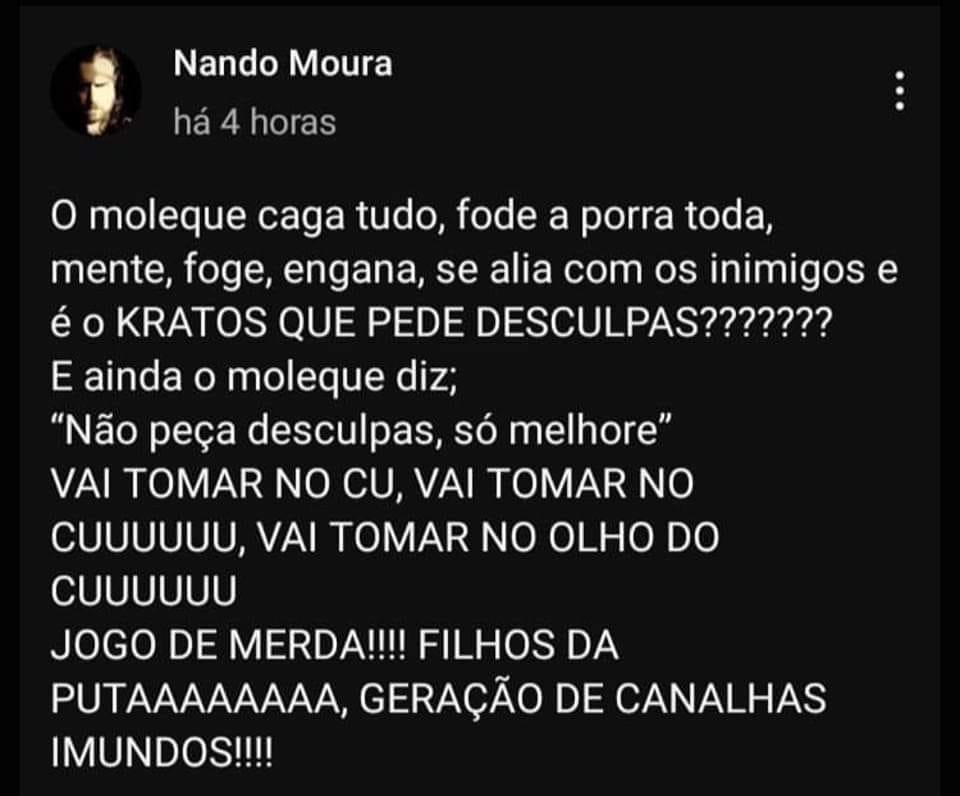 Nando Moura
há 4 horas
O moleque caga tudo, fode a porra toda,
mente, foge, engana, se alia com os inimigos e
é o KRATOS QUE PEDE DESCULPAS???????
E ainda o moleque diz;
“Não peça desculpas, só melhore”
VAI TOMAR NO CU, VAI TOMAR NO
CUUUUUU, VAI TOMAR NO OLHO DO
CUUUUUU
JOGO DE MERDA!!!! FILHOS DA
PUTAAAAAAAAA, GERAÇÃO DE CANALHAS
IMUNDOS!!!!